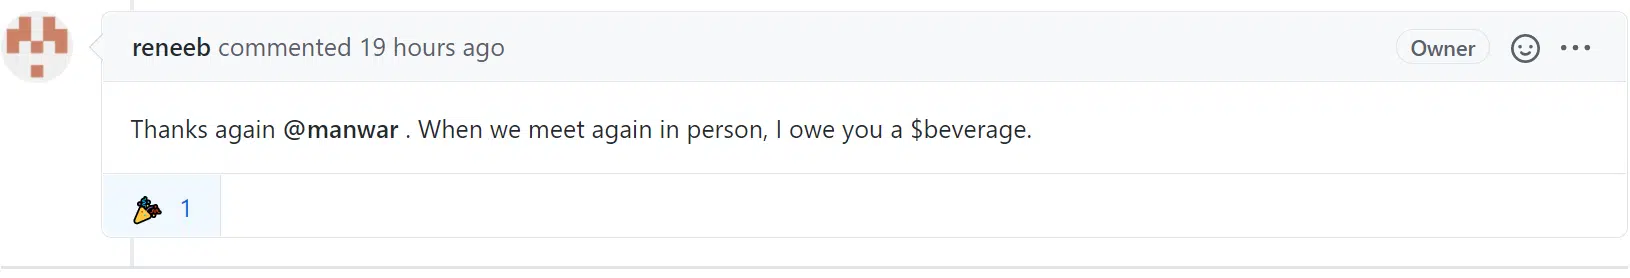 reneeb commented 19 hours ago Owner
Thanks again @manwar . When we meet again in person, I owe you a $beverage.
1